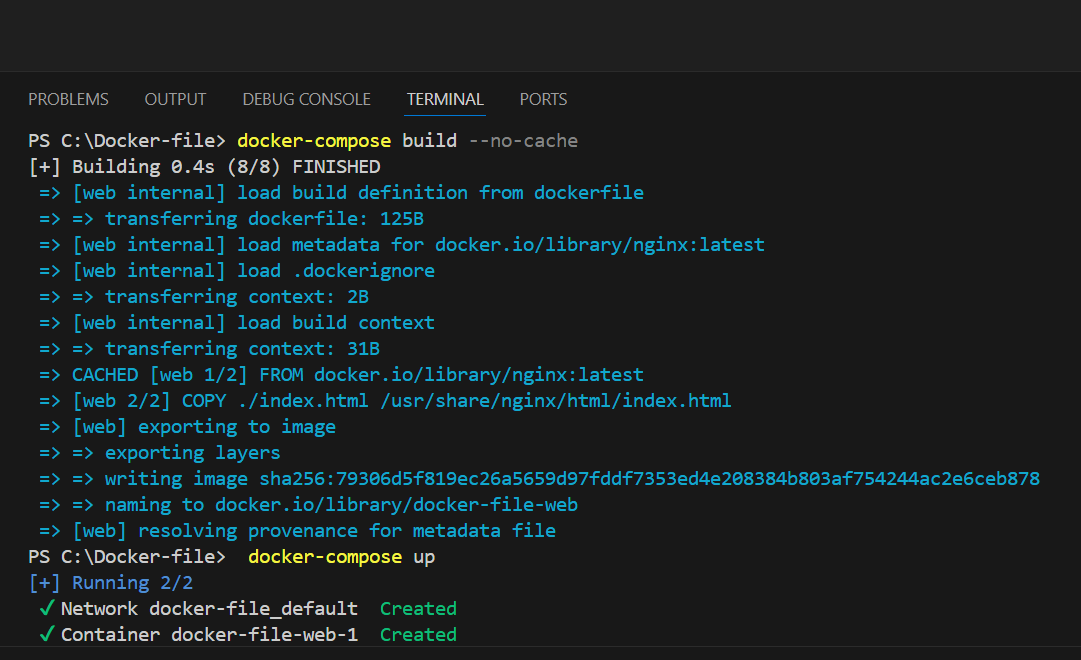 PROBLEMS OUTPUT DEBUG CONSOLE TERMINAL PORTS
PS C:\Docker-file> docker-compose build --no-cache
[+] Building 0.4s (8/8) FINISHED
=> [web internal] load build definition from dockerfile
=> => transferring dockerfile: 125B
=> [web internal] load metadata for docker.io/library/nginx:latest
=> [web internal] load .dockerignore
=> => transferring context: 2B
=> [web internal] load build context
=> => transferring context: 31B
=> CACHED [web 1/2] FROM docker.io/library/nginx:latest
=> [web 2/2] COPY ./index.html /usr/share/nginx/html/index.html
=> [web] exporting to image
=> => exporting layers
=> => writing image sha256:79306d5f819ec26a5659d97fddf7353ed4e208384b803af754244ac2e6ceb878
=> => naming to docker.io/library/docker-file-web
=> [web] resolving provenance for metadata file
PS C:\Docker-file>  docker-compose up
[+] Running 2/2
✓ Network docker-file_default  Created
✓ Container docker-file-web-1  Created